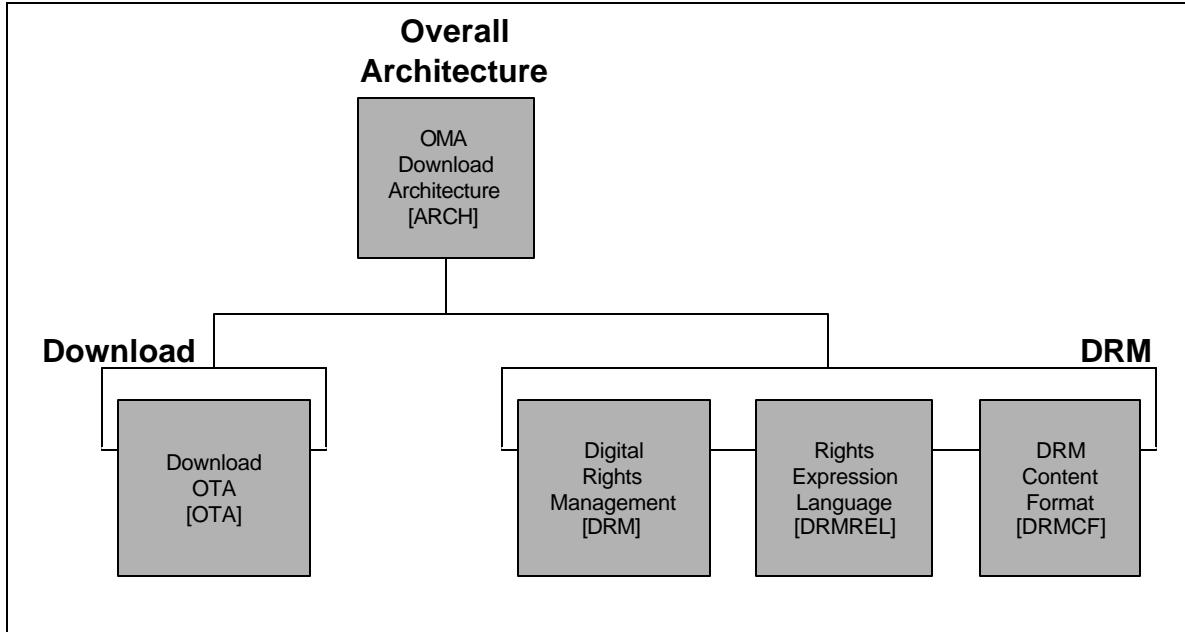 Overall
Architecture
OMA
Download
Architecture
[ARCH]
Download
DRM
Download
OTA
[OTA]
Digital
Rights
Management
[DRM]
Rights
Expression
Language
[DRMREL]
DRM
Content
Format
[DRMCF]